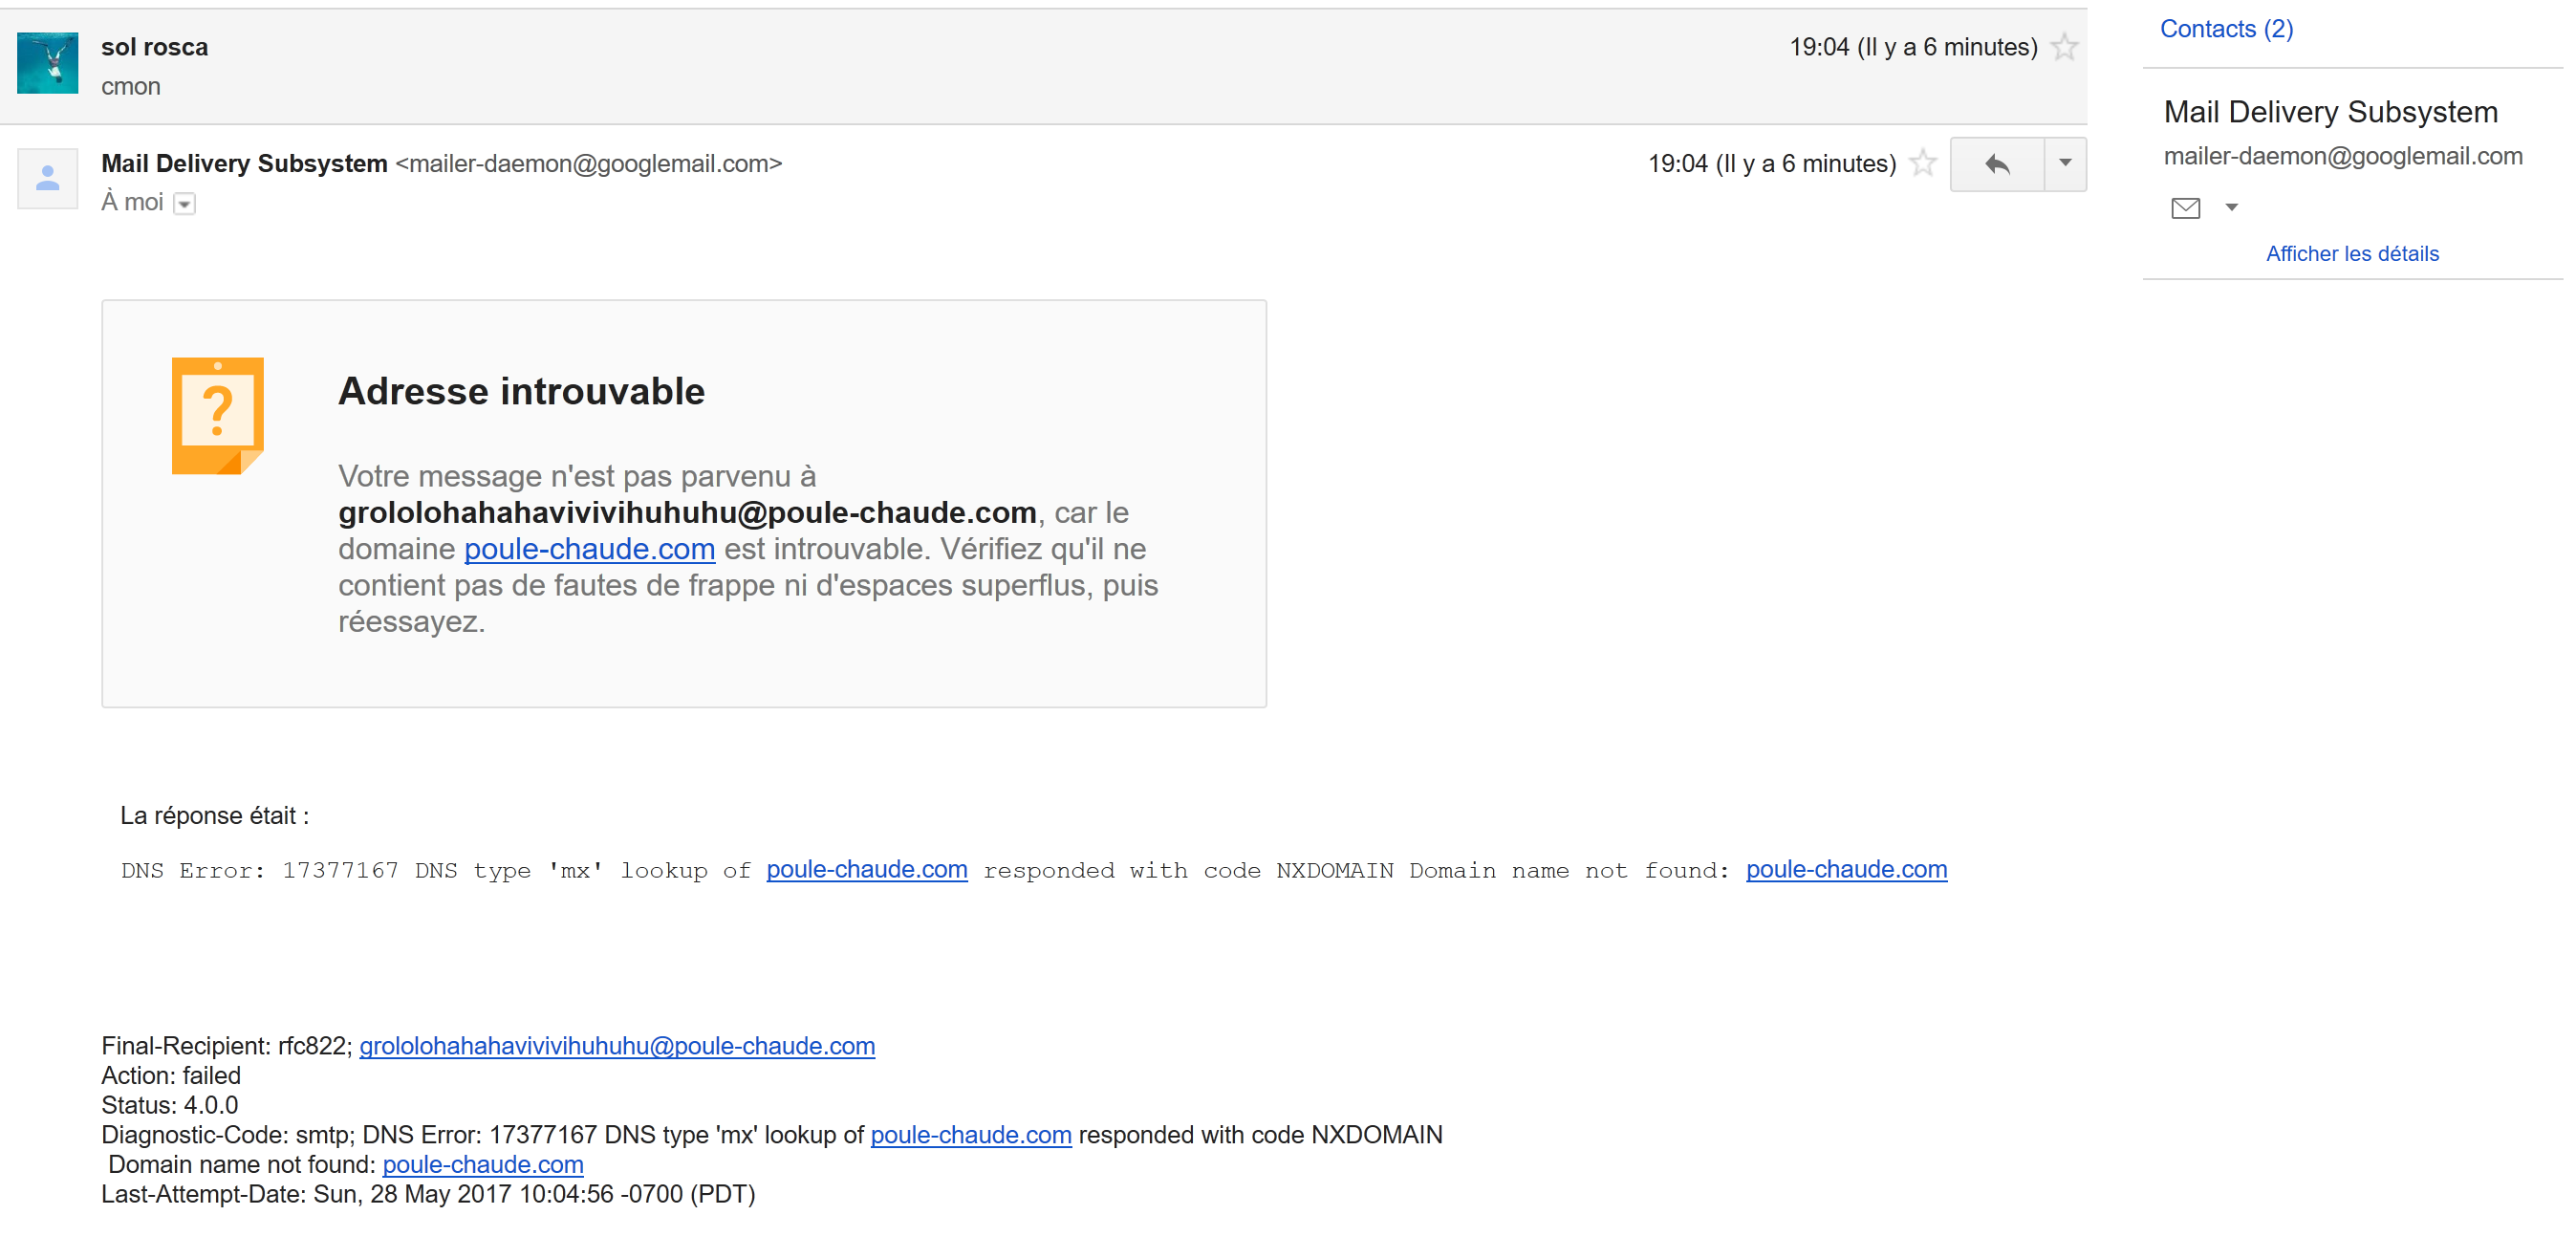 sol rosca
19:04 (Il y a 6 minutes)
cmon
Mail Delivery Subsystem <mailer-daemon@googlemail.com>
19:04 (Il y a 6 minutes)
À moi
?
Adresse introuvable
Votre message n'est pas parvenu à
grololohahahavivivihuhuhu@poule-chaude.com, car le
domaine poule-chaude.com est introuvable. Vérifiez qu'il ne
contient pas de fautes de frappe ni d'espaces superflus, puis
réessayez.
La réponse était :
DNS Error: 17377167 DNS type 'mx' lookup of poule-chaude.com responded with code NXDOMAIN Domain name not found: poule-chaude.com
Final-Recipient: rfc822; grololohahahavivivihuhuhu@poule-chaude.com
Action: failed
Status: 4.0.0
Diagnostic-Code: smtp; DNS Error: 17377167 DNS type 'mx' lookup of poule-chaude.com responded with code NXDOMAIN
Domain name not found: poule-chaude.com
Last-Attempt-Date: Sun, 28 May 2017 10:04:56 -0700 (PDT)
Contacts (2)
Mail Delivery Subsystem
mailer-daemon@googlemail.com
Afficher les détails